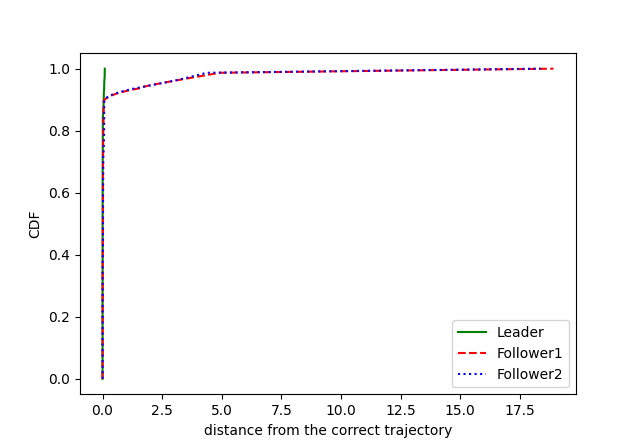 1.0
0.8
0.6
0.4
0.2
0.0
CDF
Leader
Follower1
Follower2
0.0 2.5 5.0 7.5 10.0 12.5 15.0 17.5
distance from the correct trajectory